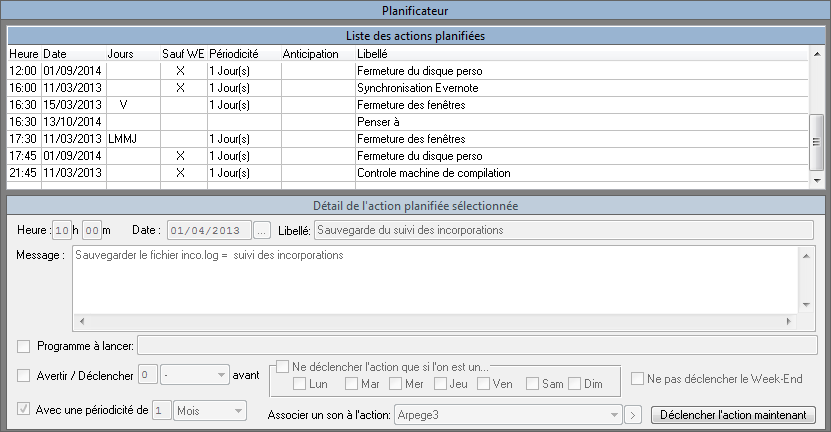 Planificateur
Liste des actions planifiées
Heure Date Jours Sauf WE Périodicité Anticipation Libellé
12:00 01/09/2014 X 1 Jour(s) Fermeture du disque perso
16:00 11/03/2013 X 1 Jour(s) Synchronisation Evernote
16:30 15/03/2013 V 1 Jour(s) Fermeture des fenêtres
16:30 13/10/2014 Penser à
17:30 11/03/2013 LMMJ 1 Jour(s) Fermeture des fenêtres
17:45 01/09/2014 X 1 Jour(s) Fermeture du disque perso
21:45 11/03/2013 X 1 Jour(s) Controle machine de compilation
Détail de l'action planifiée sélectionnée
Heure : 10 h 00 m Date : 01/04/2013 ... Libellé: Sauvegarde du suivi des incorporations
Message : Sauvegarder le fichier inco.log = suivi des incorporations
Programme à lancer:
Avertir / Déclencher 0 - avant
Ne déclencher l'action que si l'on est un...
Lun Mar Mer Jeu Ven Sam Dim
Ne pas déclencher le Week-End
Avec une périodicité de 1 Mois
Associer un son à l'action: Arpege3 > Déclencher l'action maintenant